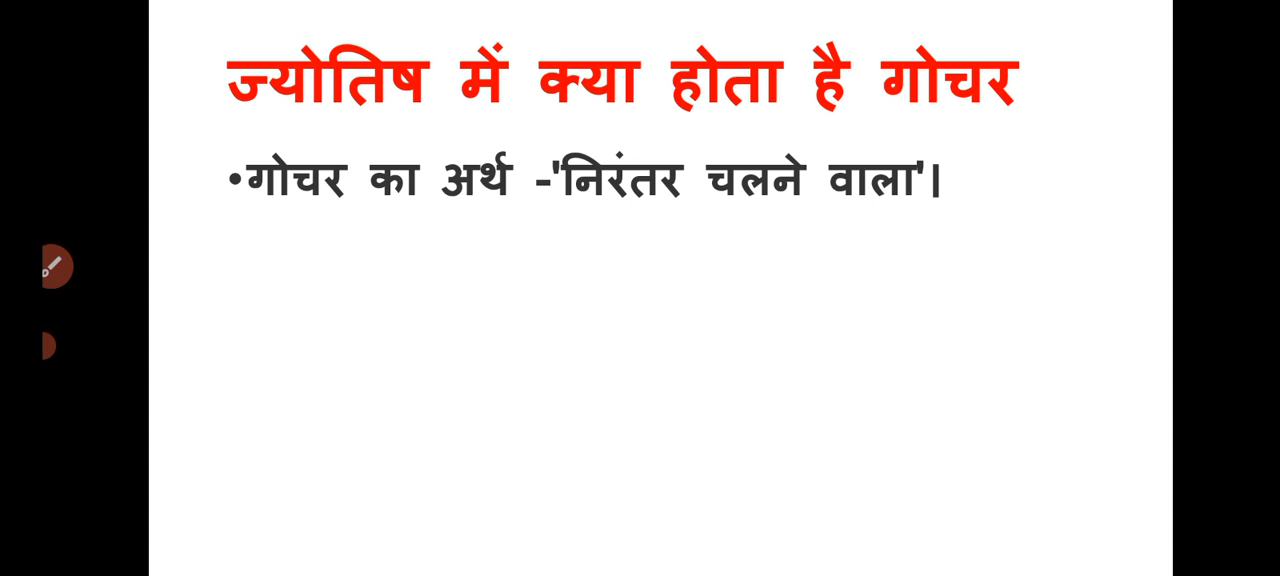 ज्योतिष में क्या होता है गोचर
•गोचर का अर्थ -'निरंतर चलने वाला'।